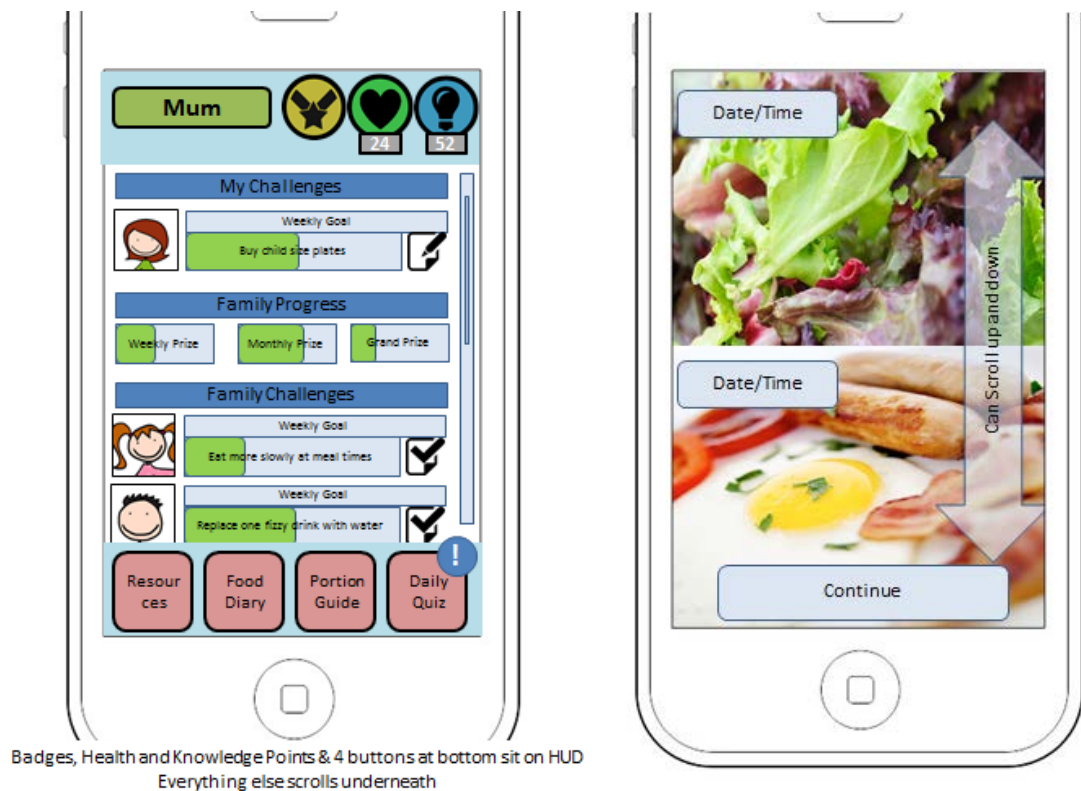 Mum
24
52
My Challenges
Weekly Goal
Buy child size plates
Family Progress
Weekly Prize
Monthly Prize
Grand Prize
Family Challenges
Weekly Goal
Eat more slowly at meal times
Weekly Goal
Replace one fizzy drink with water
!
Resour
ces
Food
Diary
Portion
Guide
Daily
Quiz
Badges, Health and Knowledge Points & 4 buttons at bottom sit on HUD
Everything else scrolls underneath
Date/Time
Can Scroll up and down
Date/Time
Continue